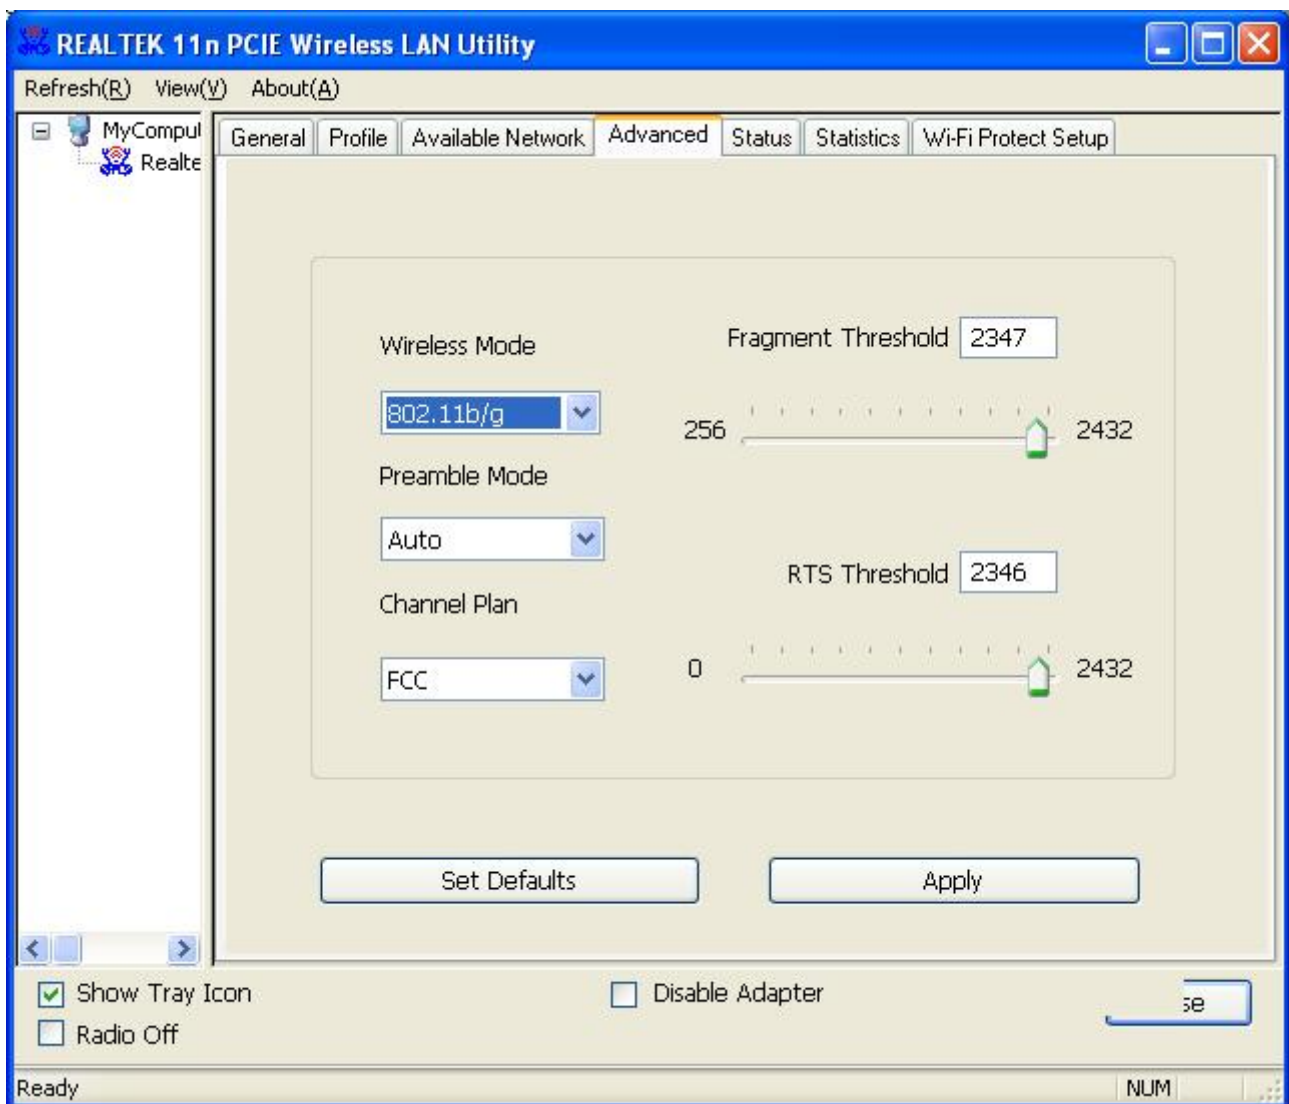 REALTEK 11n PCIE Wireless LAN Utility
Refresh(R) View(V) About(A)
MyComput
Realte
General Profile Available Network Advanced Status Statistics Wi-Fi Protect Setup
Wireless Mode
802.11b/g
Preamble Mode
Auto
Channel Plan
FCC
Fragment Threshold 2347
256 2432
RTS Threshold 2346
0 2432
Set Defaults Apply
Show Tray Icon Disable Adapter
se
Radio Off
Ready NUM